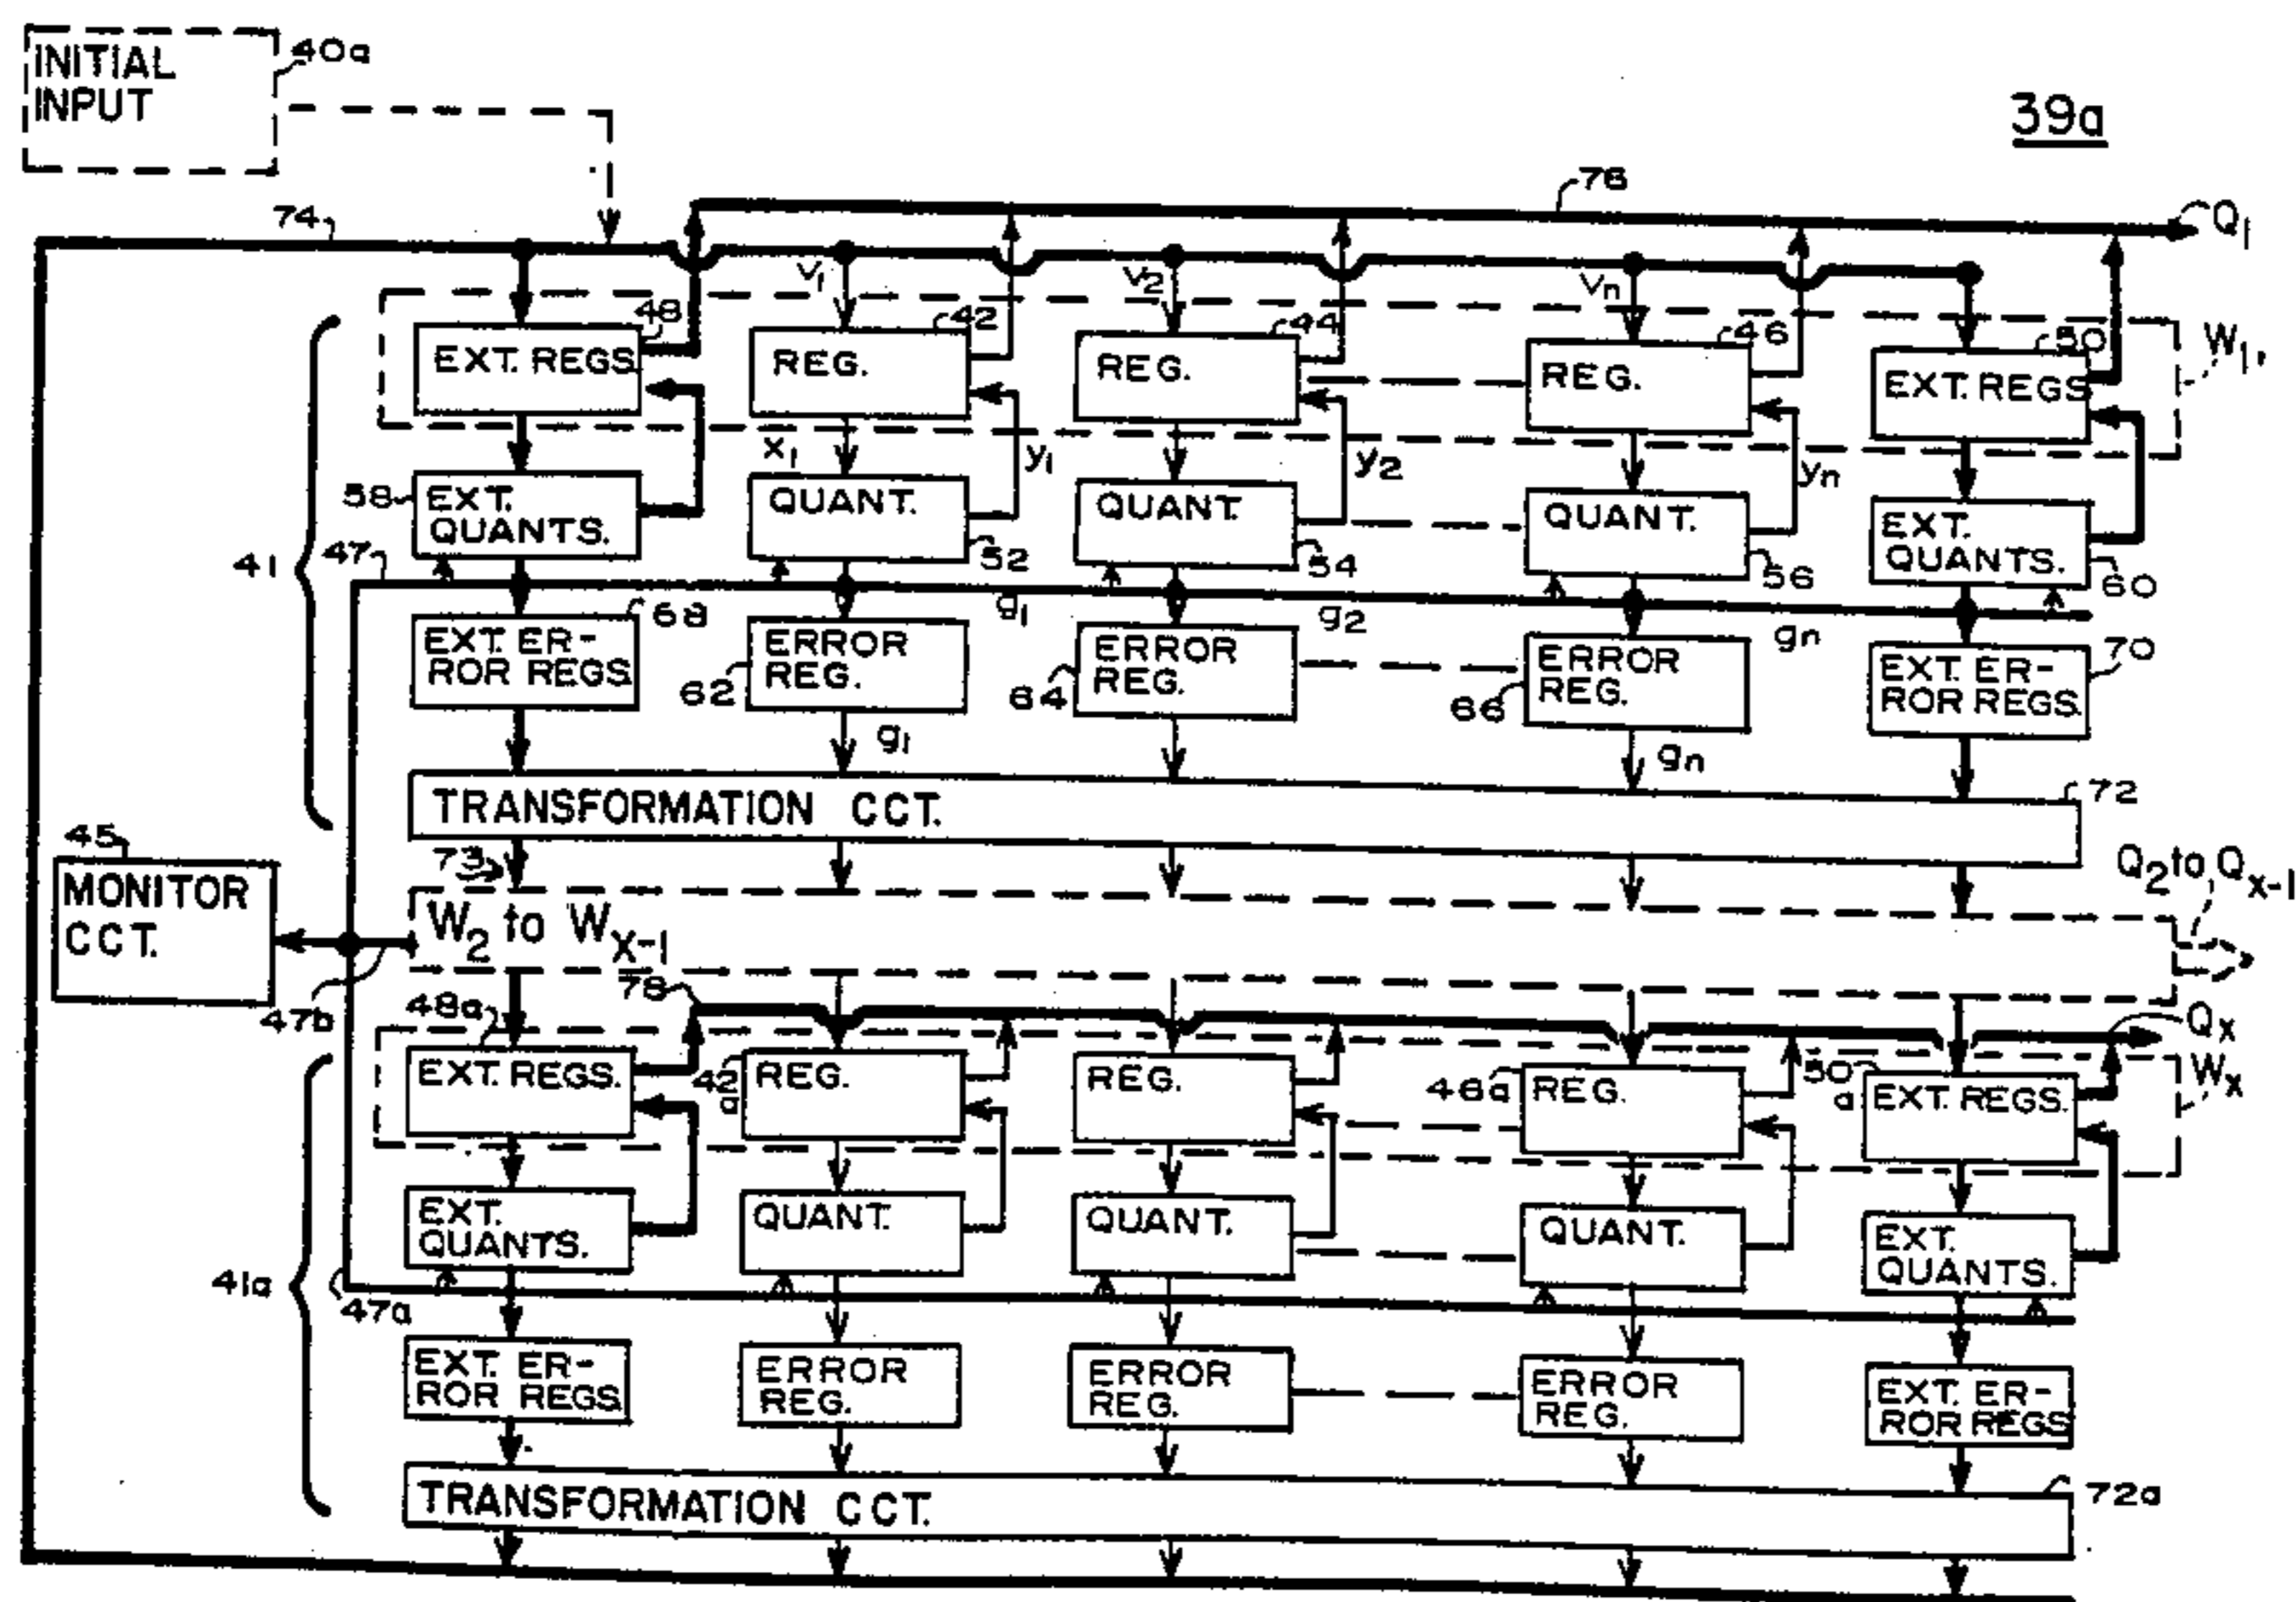 INITIAL
INPUT
40a
39a
76
74
Q1
v1
v2
vn
48
42
44
46
50
W1,
EXT. REGS
REG.
REG.
REG.
EXT. REGS
x1
y1
y2
yn
58
EXT.
QUANTS.
QUANT.
QUANT.
QUANT.
EXT.
QUANTS.
41
47
52
54
56
60
g1
g2
gn
68
EXT. ER-
ROR REGS.
62
ERROR
REG.
64
ERROR
REG.
66
ERROR
REG.
70
EXT. ER-
ROR REGS.
g1
gn
TRANSFORMATION CCT.
72
45
73
MONITOR
CCT.
W2 to Wx-1
Q2 to Qx-1
47b
48a
78
Qx
EXT. REGS.
42a
REG.
REG.
46a
REG.
50a
EXT. REGS.
Wx
EXT.
QUANTS.
QUANT.
QUANT.
QUANT.
EXT.
QUANTS.
41a
47a
EXT. ER-
ROR REGS.
ERROR
REG.
ERROR
REG.
ERROR
REG.
EXT. ER-
ROR REGS
TRANSFORMATION CCT.
72a